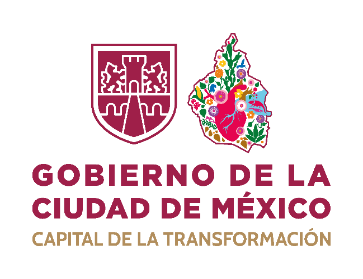 GOBIERNO DE LA
CIUDAD DE MÉXICO
CAPITAL DE LA TRANSFORMACIÓN